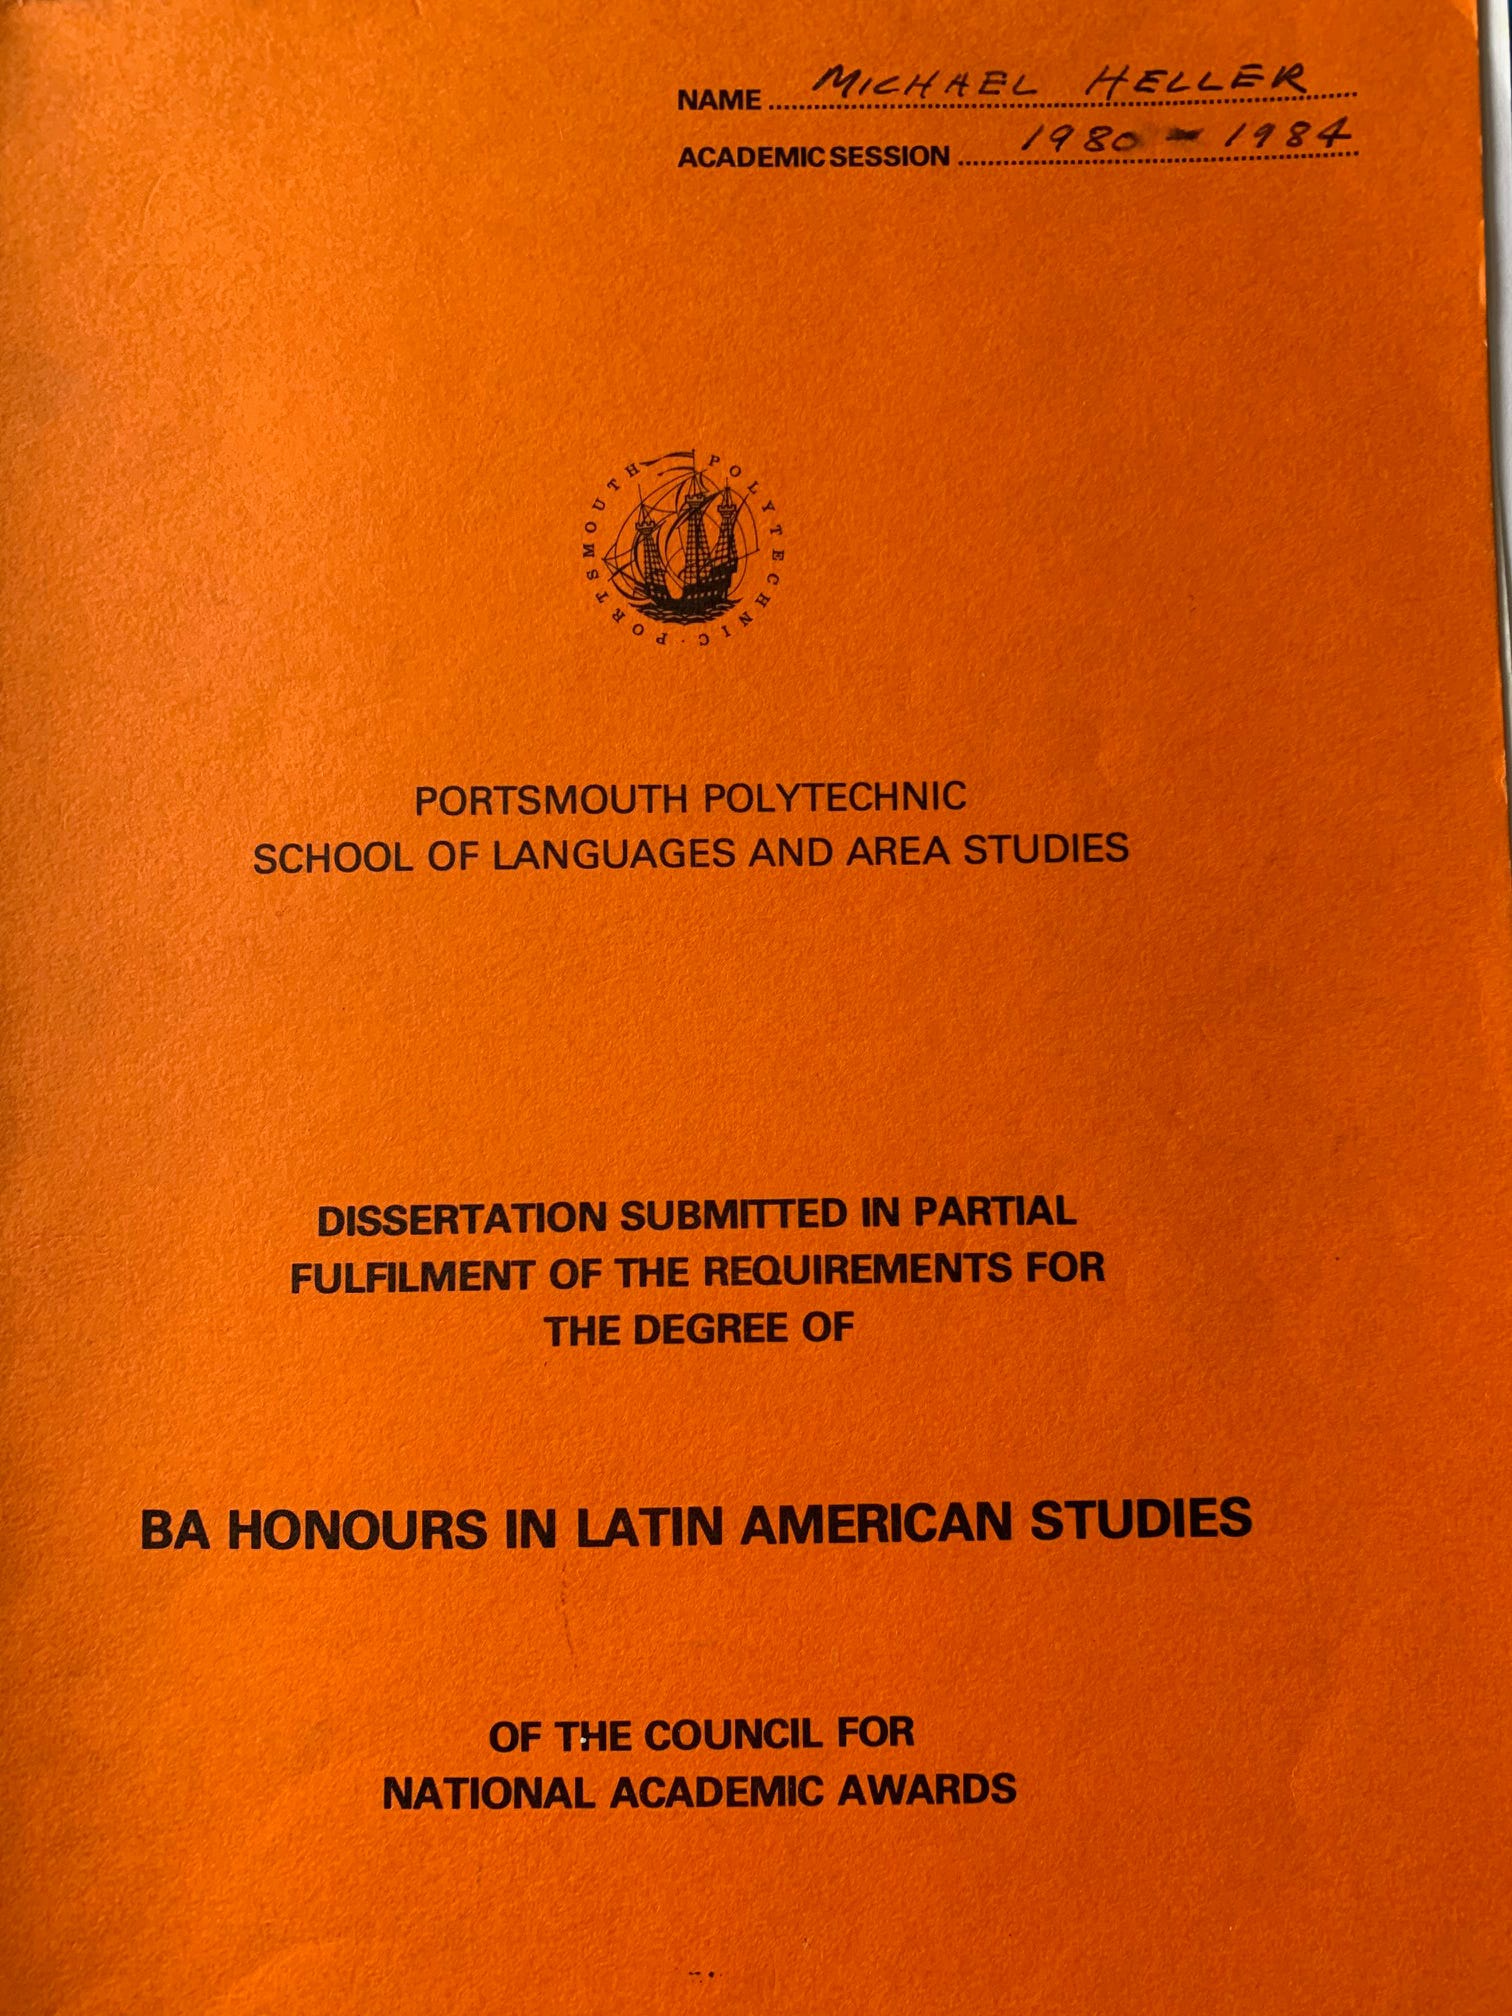 NAME MICHAEL HELLER
ACADEMIC SESSION 1980 - 1984
PORTSMOUTH POLYTECHNIC
PORTSMOUTH POLYTECHNIC
SCHOOL OF LANGUAGES AND AREA STUDIES
DISSERTATION SUBMITTED IN PARTIAL
FULFILMENT OF THE REQUIREMENTS FOR
THE DEGREE OF
BA HONOURS IN LATIN AMERICAN STUDIES
OF THE COUNCIL FOR
NATIONAL ACADEMIC AWARDS